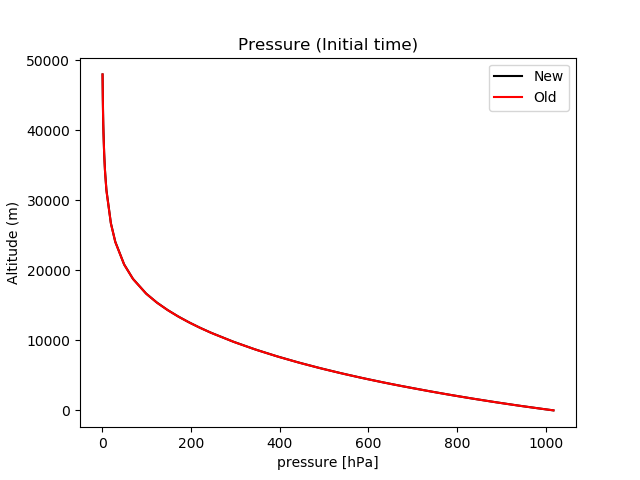 Pressure (Initial time)
New
Old
50000
40000
30000
20000
10000
0
Altitude (m)
0 200 400 600 800 1000
pressure [hPa]